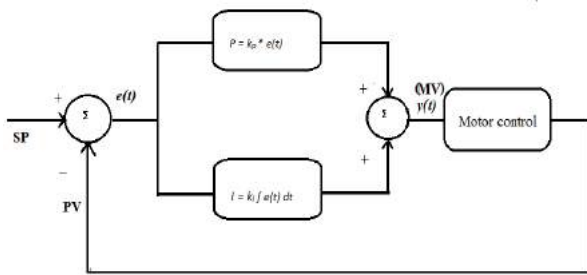 P = kp * e(t)
+
e(t)
Σ
SP
−
PV
+
Σ
+
(MV)
y(t)
Motor control
I = ki ∫ e(t) dt